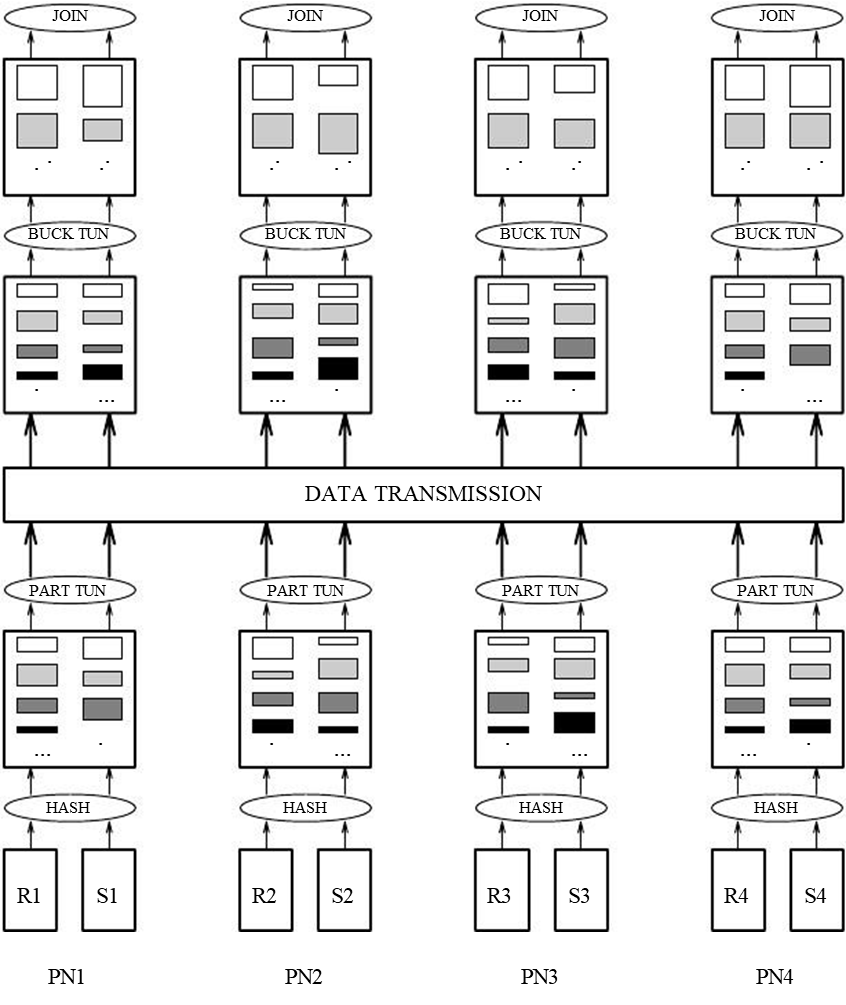 JOIN JOIN JOIN JOIN
BUCK TUN BUCK TUN BUCK TUN BUCK TUN
... ... ... ...
DATA TRANSMISSION
PART TUN PART TUN PART TUN PART TUN
... ... ... ...
HASH HASH HASH HASH
R1 S1 R2 S2 R3 S3 R4 S4
PN1 PN2 PN3 PN4